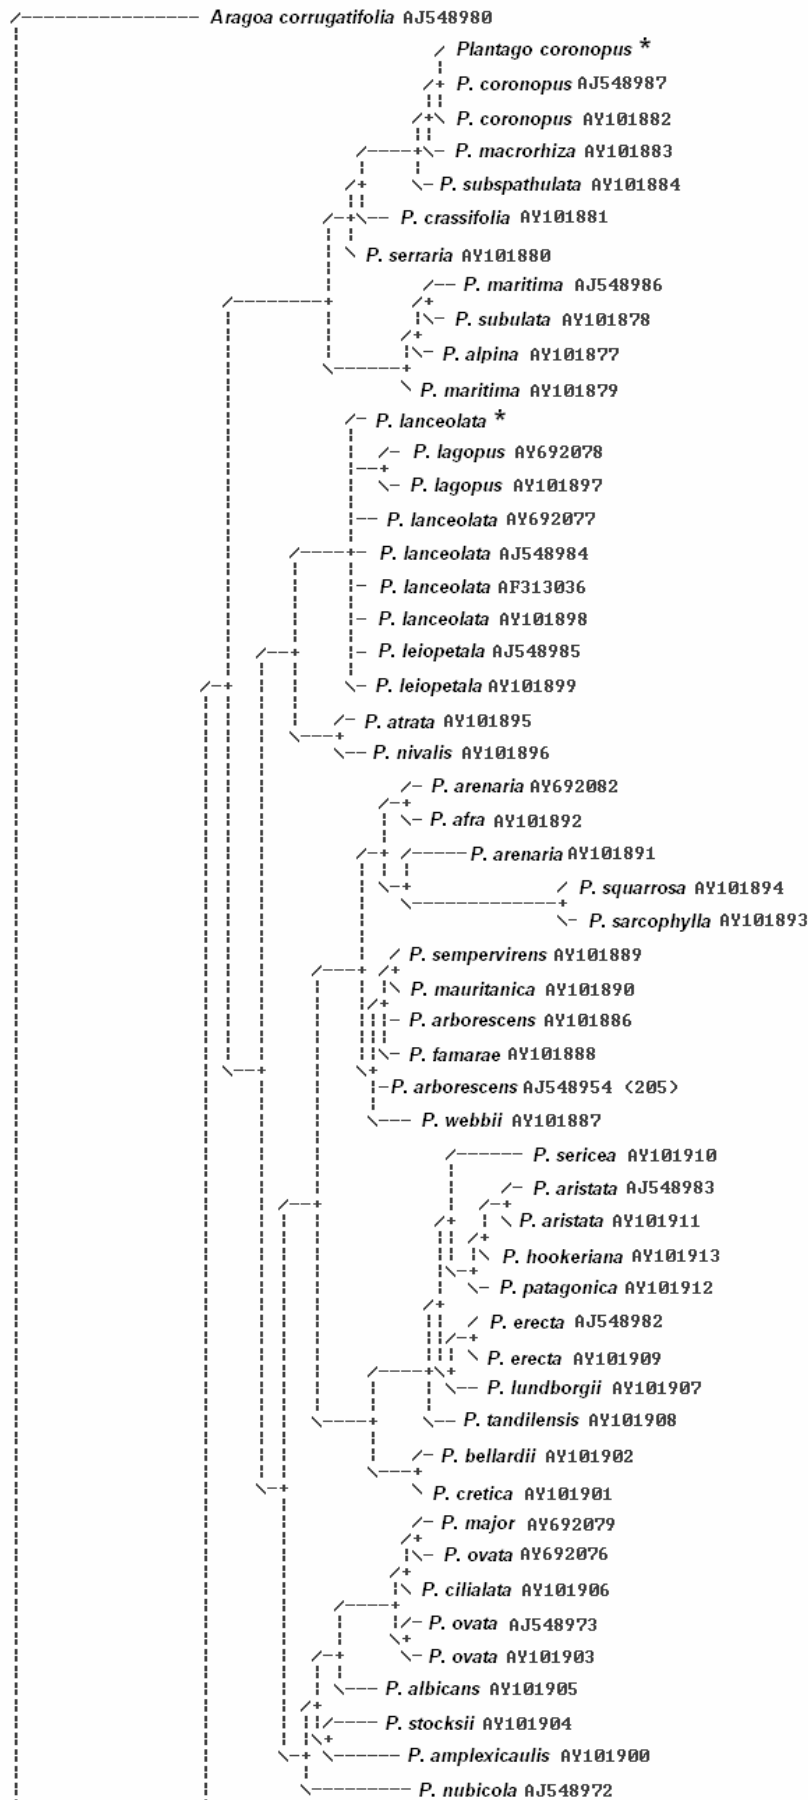 Aragoa corrugatifolia AJ548980
Plantago coronopus *
P. coronopus AJ548987
P. coronopus AY101882
P. macrorhiza AY101883
P. subspathulata AY101884
P. crassifolia AY101881
P. serraria AY101880
P. maritima AJ548986
P. subulata AY101878
P. alpina AY101877
P. maritima AY101879
P. lanceolata *
P. lagopus AY692078
P. lagopus AY101897
P. lanceolata AY692077
P. lanceolata AJ548984
P. lanceolata AF313036
P. lanceolata AY101898
P. leiopetala AJ548985
P. leiopetala AY101899
P. atrata AY101895
P. nivalis AY101896
P. arenaria AY692082
P. afra AY101892
P. arenaria AY101891
P. squarrosa AY101894
P. sarcophylla AY101893
P. sempervirens AY101889
P. mauritanica AY101890
P. arborescens AY101886
P. famarae AY101888
P. arborescens AJ548954 <205>
P. webbii AY101887
P. sericea AY101910
P. aristata AJ548983
P. aristata AY101911
P. hookeriana AY101913
P. patagonica AY101912
P. erecta AJ548982
P. erecta AY101909
P. lundborgii AY101907
P. tandilensis AY101908
P. bellardii AY101902
P. cretica AY101901
P. major AY692079
P. ovata AY692076
P. cilialata AY101906
P. ovata AJ548973
P. ovata AY101903
P. albicans AY101905
P. stocksii AY101904
P. amplexicaulis AY101900
P. nubicola AJ548972